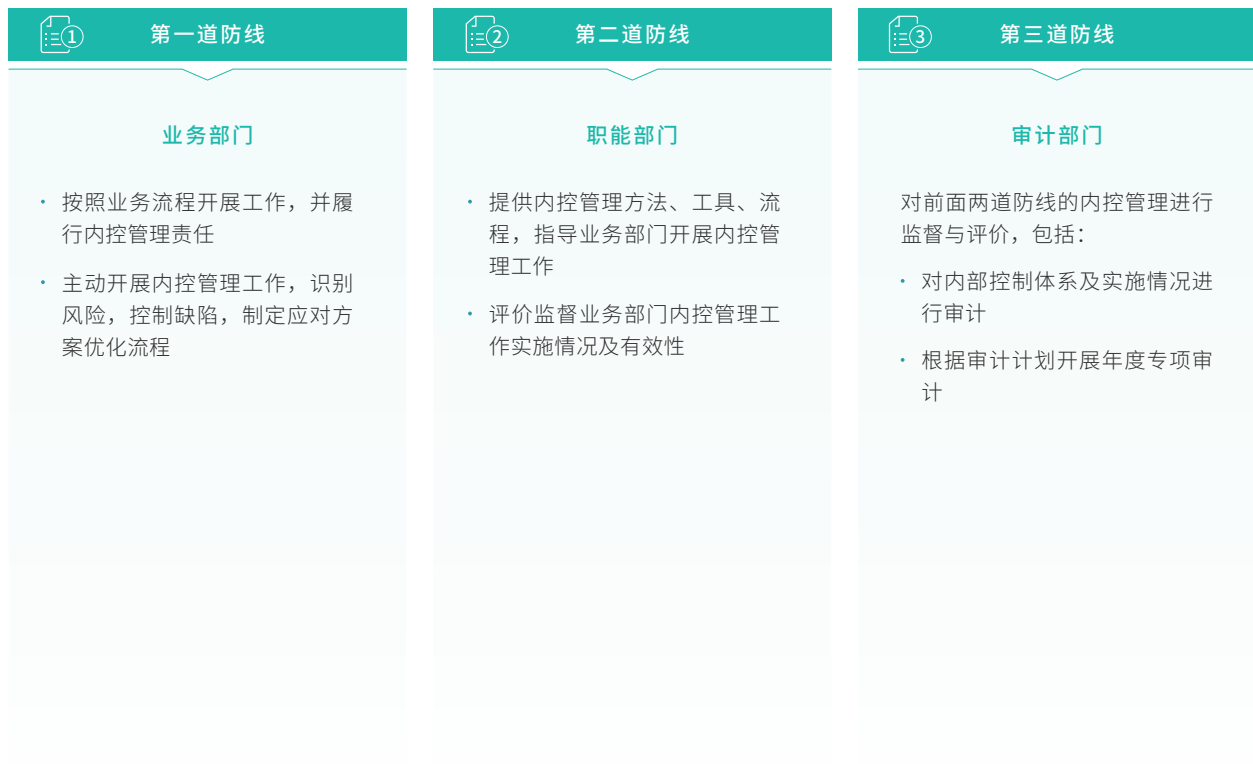 1 第一道防线
业务部门
· 按照业务流程开展工作，并履
行内控管理责任
· 主动开展内控管理工作，识别
风险，控制缺陷，制定应对方
案优化流程
2 第二道防线
职能部门
· 提供内控管理方法、工具、流
程，指导业务部门开展内控管
理工作
· 评价监督业务部门内控管理工
作实施情况及有效性
3 第三道防线
审计部门
对前面两道防线的内控管理进行
监督与评价，包括：
· 对内部控制体系及实施情况进
行审计
· 根据审计计划开展年度专项审
计